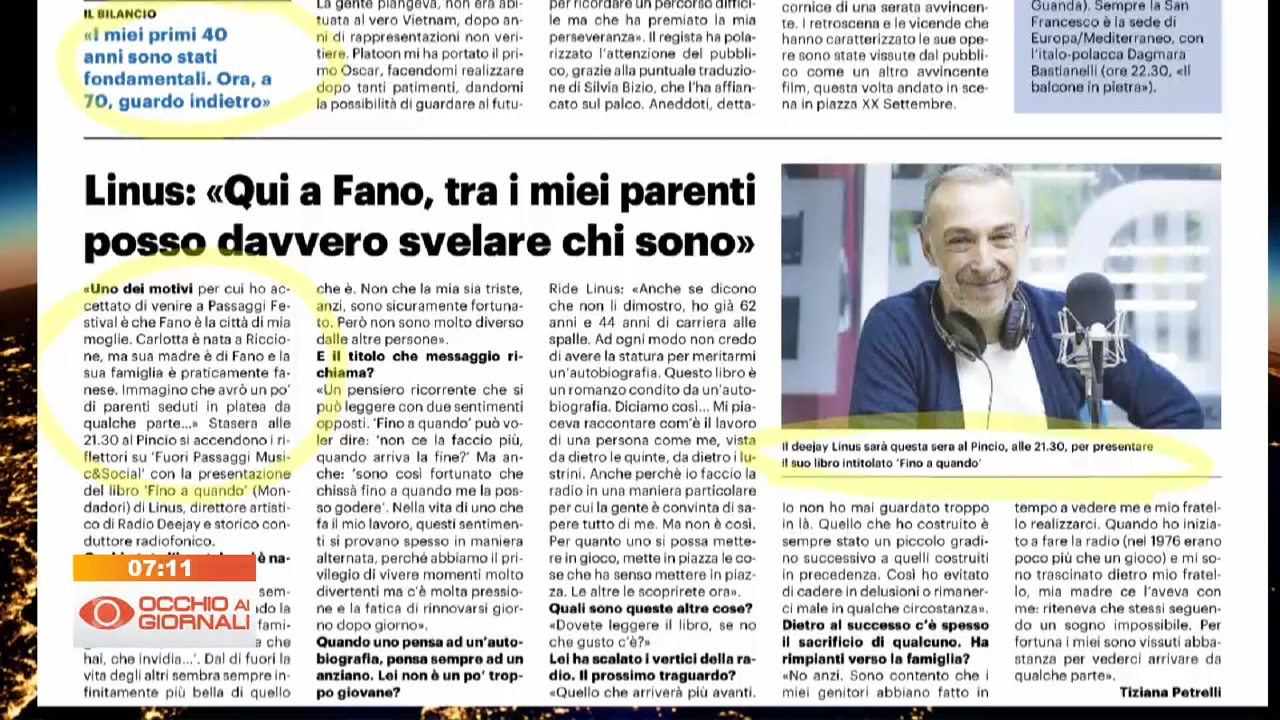 IL BILANCIO
«I miei primi 40
anni sono stati
fondamentali. Ora, a
70, guardo indietro»
La gente piangeva, non era abi-
tuata al vero Vietnam, dopo an-
ni di rappresentazioni non veri-
tiere. Platoon mi ha portato il pri-
mo Oscar, facendomi realizzare
dopo tanti patimenti, dandomi
la possibilità di guardare al futu-
per ricordare un percorso diffici-
le ma che ha premiato la mia
perseveranza». Il regista ha pola-
rizzato l'attenzione del pubbli-
co, grazie alla puntuale traduzio-
ne di Silvia Bizio, che l'ha affian-
cato sul palco. Aneddoti, detta-
cornice di una serata avvincen-
te. I retroscena e le vicende che
hanno caratterizzato le sue ope-
re sono state vissute dal pubbli-
co come un altro avvincente
film, questa volta andato in sce-
na in piazza XX Settembre.
Guanda). Sempre la San
Francesco è la sede di
Europa/Mediterraneo, con
l'italo-polacca Dagmara
Bastianelli (ore 22.30, «Il
balcone in pietra»).
Linus: «Qui a Fano, tra i miei parenti
posso davvero svelare chi sono»
«Uno dei motivi per cui ho ac-
cettato di venire a Passaggi Fe-
stival è che Fano è la città di mia
moglie. Carlotta è nata a Riccio-
ne, ma sua madre è di Fano e la
sua famiglia è praticamente fa-
nese. Immagino che avrò un po'
di parenti seduti in platea da
qualche parte...» Stasera alle
21.30 al Pincio si accendono i ri-
flettori su 'Fuori Passaggi Musi-
c&Social' con la presentazione
del libro 'Fino a quando' (Mon-
dadori) di Linus, direttore artisti-
co di Radio Deejay e storico con-
duttore radiofonico.
è na-
sem-
do la
fami-
e che
hai, che invidia...'. Dal di fuori la
vita degli altri sembra sempre in-
finitamente più bella di quello
che è. Non che la mia sia triste,
anzi, sono sicuramente fortuna-
to. Però non sono molto diverso
dalle altre persone».
E il titolo che messaggio ri-
chiama?
«Un pensiero ricorrente che si
può leggere con due sentimenti
opposti. 'Fino a quando' può vo-
ler dire: 'non ce la faccio più,
quando arriva la fine?' Ma an-
che: 'sono così fortunato che
chissà fino a quando me la pos-
so godere'. Nella vita di uno che
fa il mio lavoro, questi sentimen-
ti si provano spesso in maniera
alternata, perché abbiamo il pri-
vilegio di vivere momenti molto
divertenti ma c'è molta pressio-
ne e la fatica di rinnovarsi gior-
no dopo giorno».
Quando uno pensa ad un'auto-
biografia, pensa sempre ad un
anziano. Lei non è un po' trop-
po giovane?
Ride Linus: «Anche se dicono
che non li dimostro, ho già 62
anni e 44 anni di carriera alle
spalle. Ad ogni modo non credo
di avere la statura per meritarmi
un'autobiografia. Questo libro è
un romanzo condito da un'auto-
biografia. Diciamo così... Mi pia-
ceva raccontare com'è il lavoro
di una persona come me, vista
da dietro le quinte, da dietro i lu-
strini. Anche perchè io faccio la
radio in una maniera particolare
per cui la gente è convinta di sa-
pere tutto di me. Ma non è così.
Per quanto uno si possa mette-
re in gioco, mette in piazza le co-
se che ha senso mettere in piaz-
za. Le altre le scoprirete ora».
Quali sono queste altre cose?
«Dovete leggere il libro, se no
che gusto c'è?»
Lei ha scalato i vertici della ra-
dio. Il prossimo traguardo?
«Quello che arriverà più avanti.
Il deejay Linus sarà questa sera al Pincio, alle 21.30, per presentare
il suo libro intitolato 'Fino a quando'
Io non ho mai guardato troppo
in là. Quello che ho costruito è
sempre stato un piccolo gradi-
no successivo a quelli costruiti
in precedenza. Così ho evitato
di cadere in delusioni o rimaner-
ci male in qualche circostanza».
Dietro al successo c'è spesso
il sacrificio di qualcuno. Ha
rimpianti verso la famiglia?
«No anzi. Sono contento che i
miei genitori abbiano fatto in
tempo a vedere me e mio fratel-
lo realizzarci. Quando ho inizia-
to a fare la radio (nel 1976 erano
poco più che un gioco) e mi so-
no trascinato dietro mio fratel-
lo, mia madre ce l'aveva con
me: riteneva che stessi seguen-
do un sogno impossibile. Per
fortuna i miei sono vissuti abba-
stanza per vederci arrivare da
qualche parte».
Tiziana Petrelli
07:11
OCCHIO AI
GIORNALI